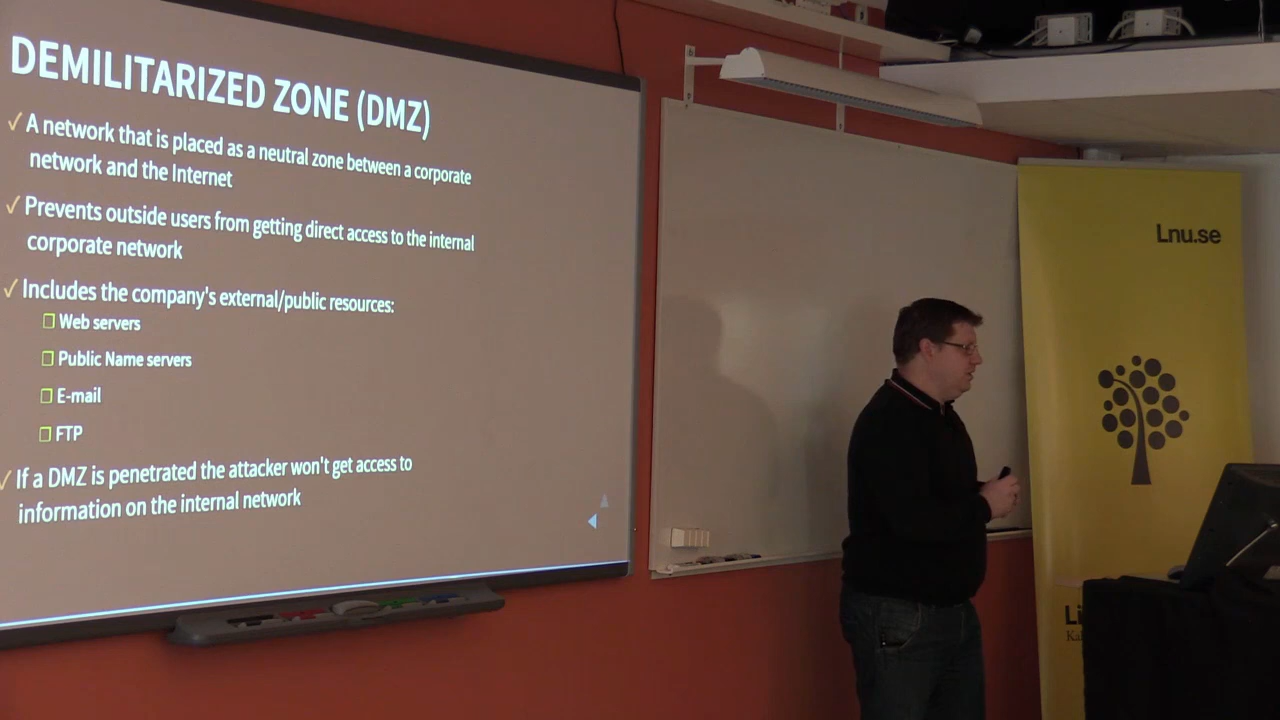 DEMILITARIZED ZONE (DMZ)
✓ A network that is placed as a neutral zone between a corporate
network and the Internet
✓ Prevents outside users from getting direct access to the internal
corporate network
✓ Includes the company's external/public resources:
Web servers
Public Name servers
E-mail
FTP
✓ If a DMZ is penetrated the attacker won't get access to
information on the internal network
Lnu.se